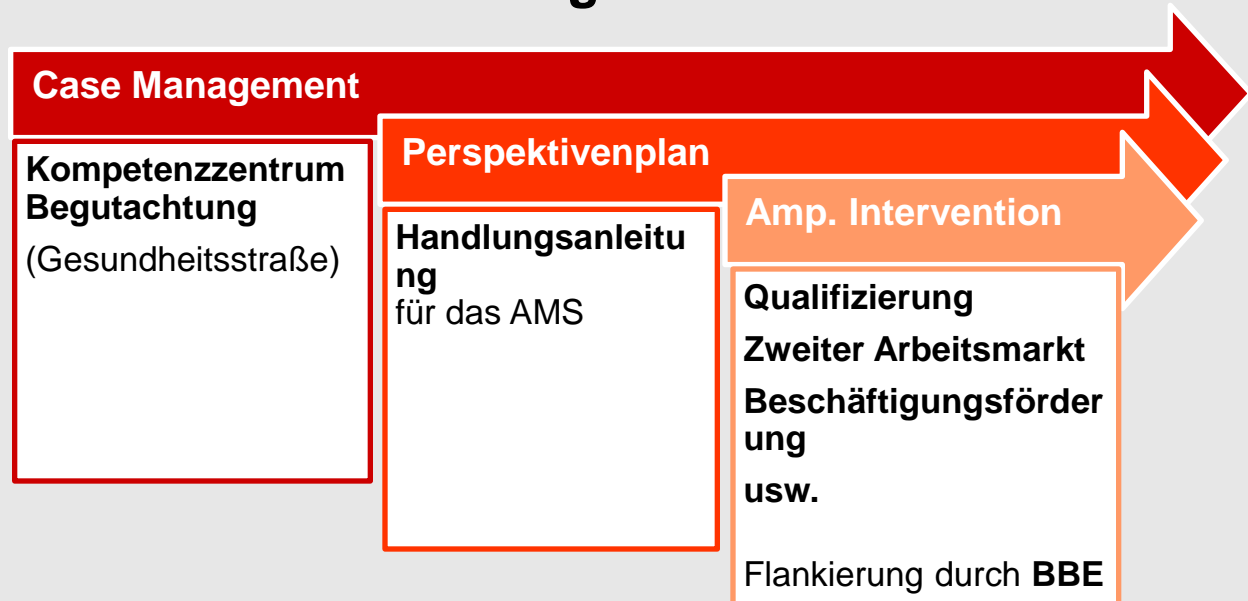 Case Management
Kompetenzzentrum
Begutachtung
(Gesundheitsstraße)
Perspektivenplan
Handlungsanleitu
ng
für das AMS
Amp. Intervention
Qualifizierung
Zweiter Arbeitsmarkt
Beschäftigungsförder
ung
usw.
Flankierung durch BBE